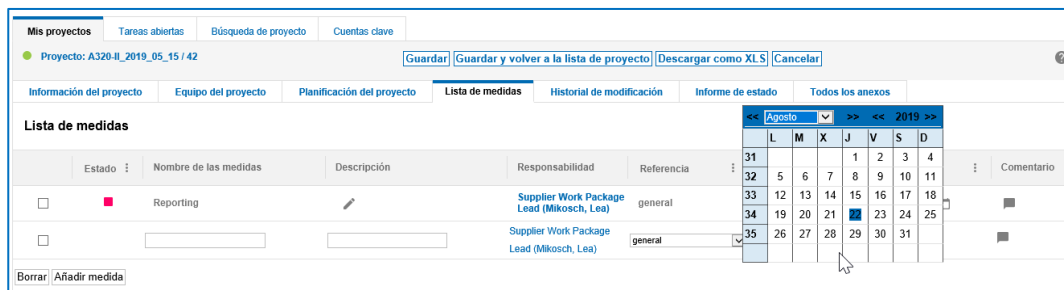 Mis proyectos Tareas abiertas Búsqueda de proyecto Cuentas clave
Proyecto: A320-II_2019_05_15 / 42 Guardar Guardar y volver a la lista de proyecto Descargar como XLS Cancelar ?
Información del proyecto Equipo del proyecto Planificación del proyecto Lista de medidas Historial de modificación Informe de estado Todos los anexos
Lista de medidas
<< Agosto >> << 2019 >>
L M X J V S D
31 1 2 3 4
32 5 6 7 8 9 10 11
33 12 13 14 15 16 17 18
34 19 20 21 22 23 24 25
35 26 27 28 29 30 31
Estado Nombre de las medidas Descripción Responsabilidad Referencia Comentario
Reporting Supplier Work Package
Lead (Mikosch, Lea) general
Supplier Work Package
Lead (Mikosch, Lea) general
Borrar Añadir medida